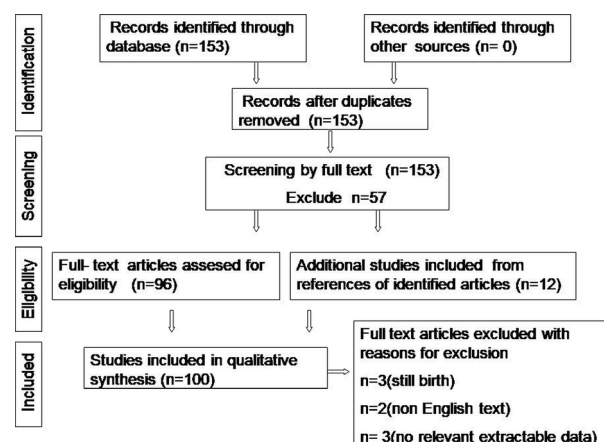 Identification
Records identified through
database (n=153)
Records identified through
other sources (n= 0)
Records after duplicates
removed (n=153)
Screening
Screening by full text (n=153)
Exclude n=57
Eligibility
Full- text articles assesed for
eligibility (n=96)
Additional studies included from
references of identified articles (n=12)
Included
Studies included in qualitative
synthesis (n=100)
Full text articles excluded with
reasons for exclusion
n=3(still birth)
n=2(non English text)
n= 3(no relevant extractable data)